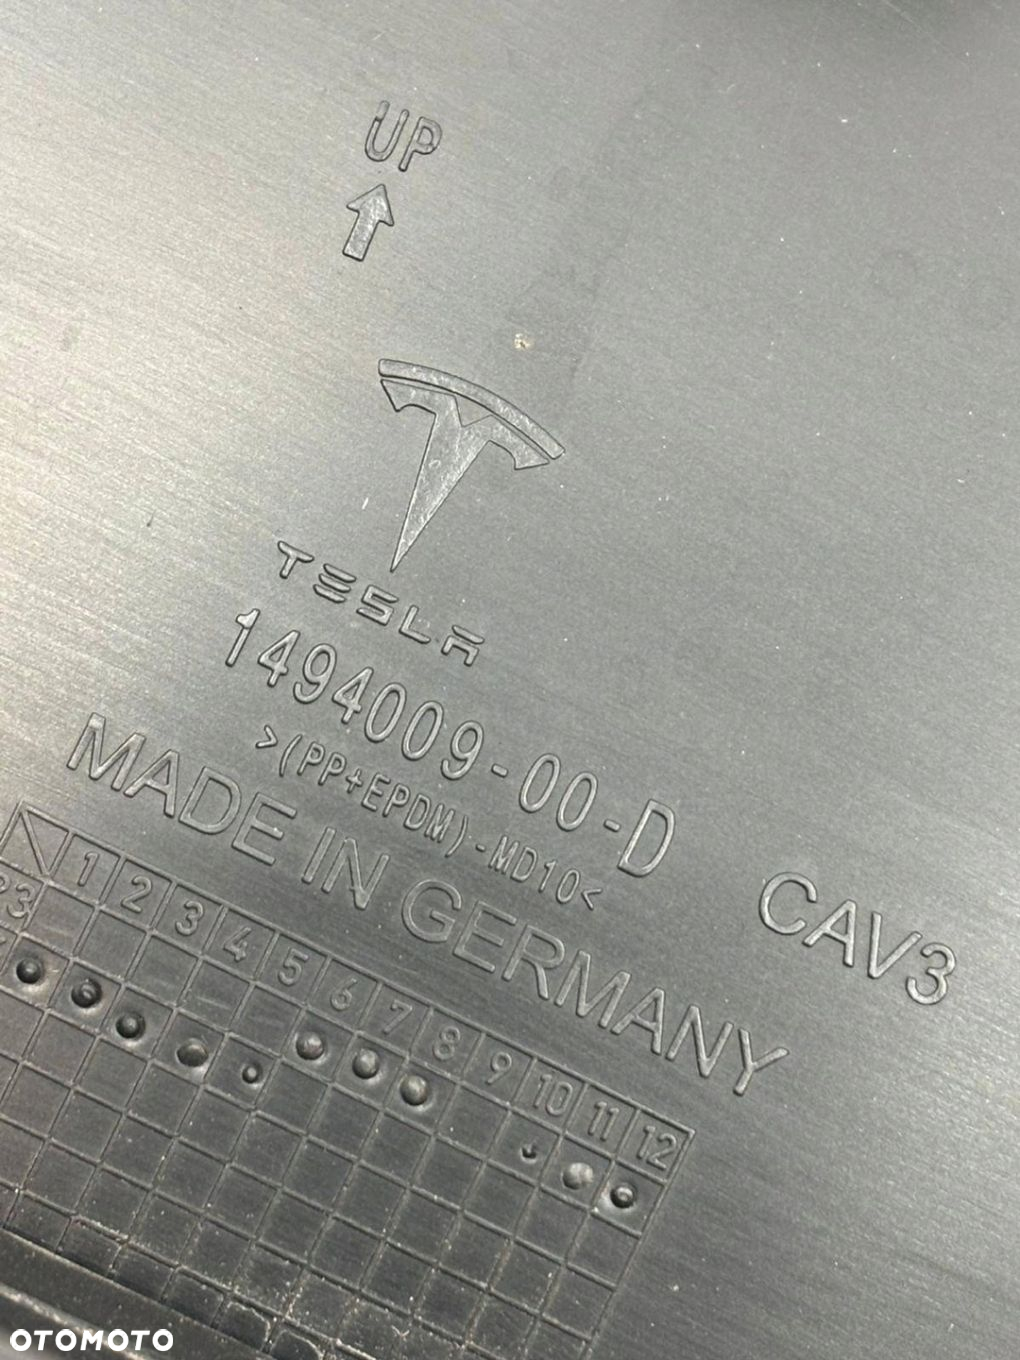 UP
TESLA
1494009-00-D
>(PP+EPDM)-MD10<
MADE IN GERMANY
CAV3
1 2 3 4 5 6 7 8 9 10 11 12
23
OTOMOTO